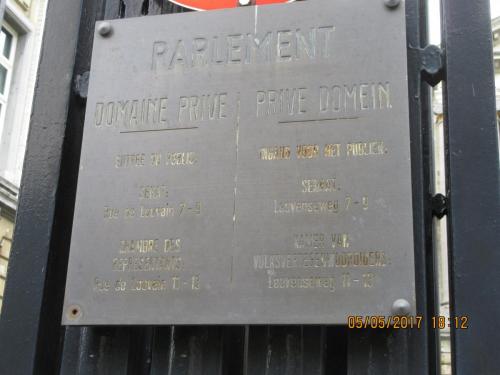 PARLEMENT
DOMAINE PRIVE
ENTREE DU PUBLIC:
SENAT:
Rue de Louvain 7-9
CHAMBRE DES
REPRESENTANTS:
Rue de Louvain 11-13
PRIVE DOMEIN.
INGANG VOOR HET PUBLIEK.
SENAAT.
Leuvenseweg 7-9
KAMER VAN
VOLKSVERTEGENWOORDIGERS:
Leuvenseweg 11-13
05/05/2017 18:12